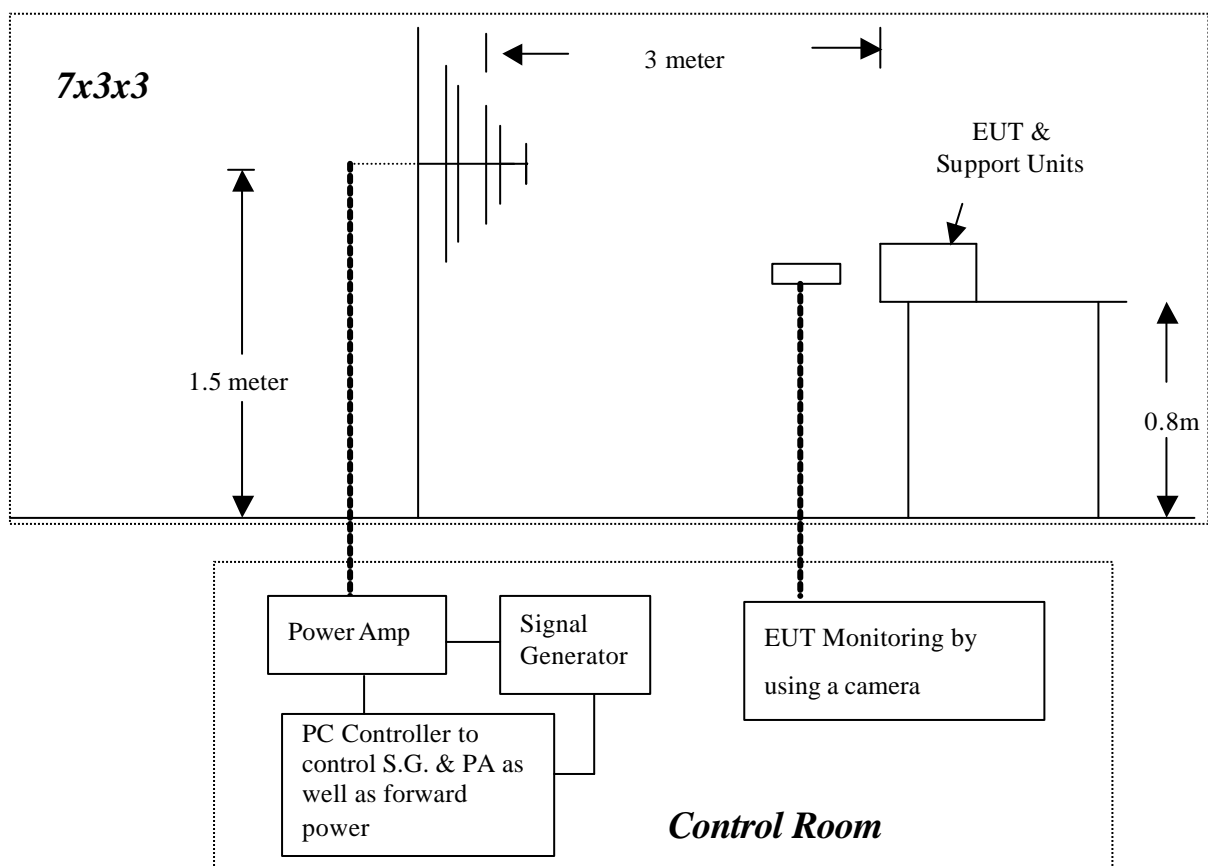 7x3x3
3 meter
EUT &
Support Units
1.5 meter
0.8m
Power Amp
Signal
Generator
EUT Monitoring by
using a camera
PC Controller to
control S.G. & PA as
well as forward
power
Control Room